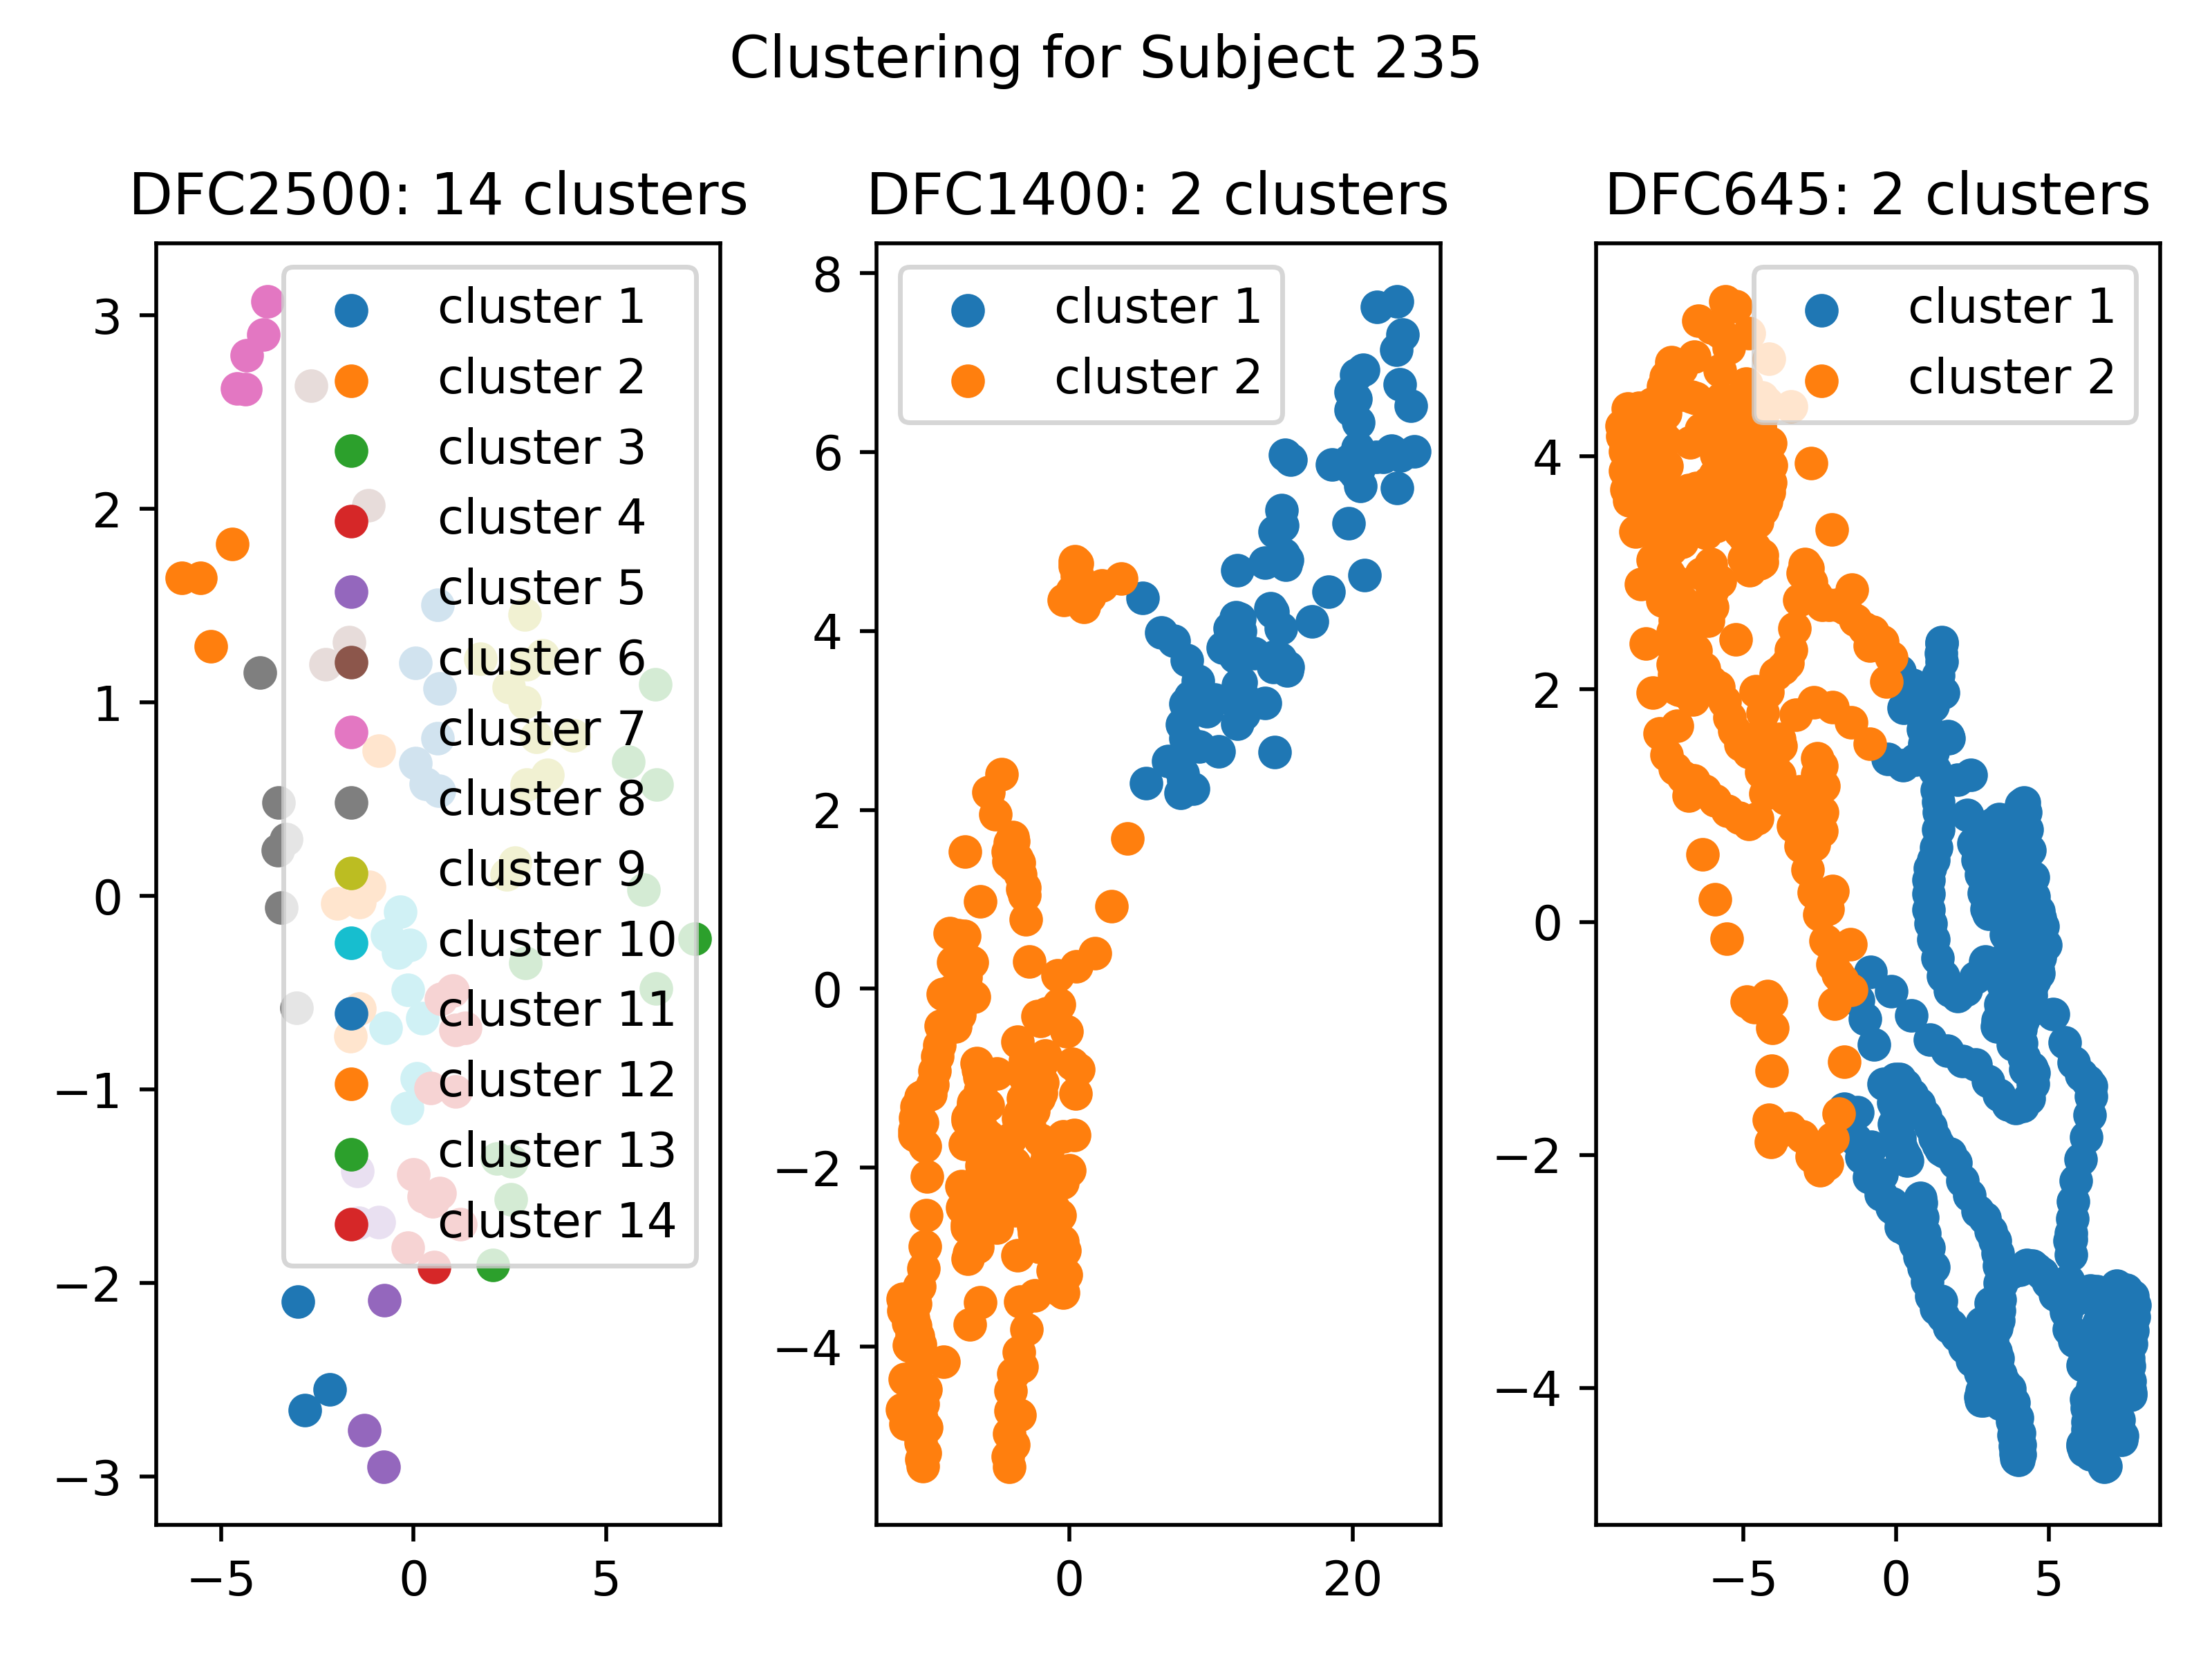 Clustering for Subject 235
DFC2500: 14 clusters
3
2
1
0
−1
−2
−3
−5
0
5
cluster 1
cluster 2
cluster 3
cluster 4
cluster 5
cluster 6
cluster 7
cluster 8
cluster 9
cluster 10
cluster 11
cluster 12
cluster 13
cluster 14
DFC1400: 2 clusters
8
6
4
2
0
−2
−4
0
20
cluster 1
cluster 2
DFC645: 2 clusters
4
2
0
−2
−4
−5
0
5
cluster 1
cluster 2